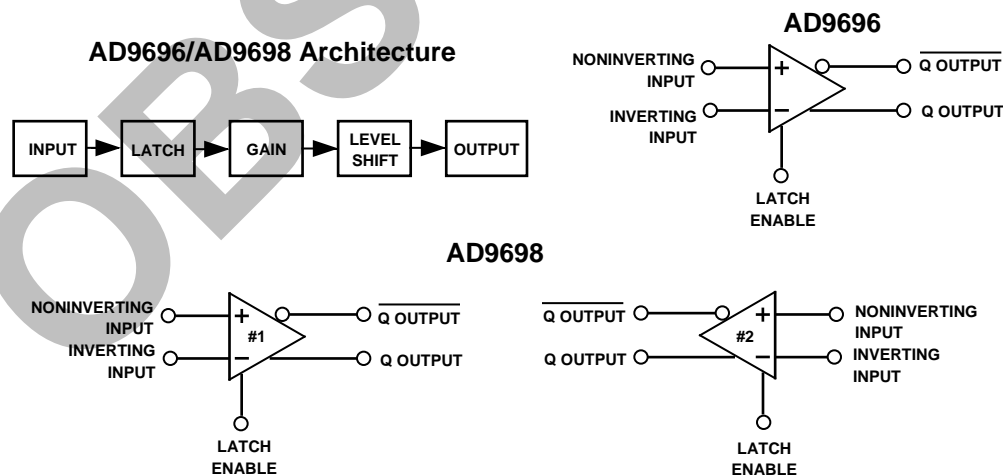 AD9696/AD9698 Architecture
INPUT
LATCH
GAIN
LEVEL
SHIFT
OUTPUT
AD9696
NONINVERTING
INPUT
+
Q OUTPUT
INVERTING
INPUT
–
Q OUTPUT
LATCH
ENABLE
AD9698
NONINVERTING
INPUT
+
Q OUTPUT
#1
INVERTING
INPUT
–
Q OUTPUT
LATCH
ENABLE
Q OUTPUT
+
NONINVERTING
INPUT
#2
Q OUTPUT
–
INVERTING
INPUT
LATCH
ENABLE
OBS